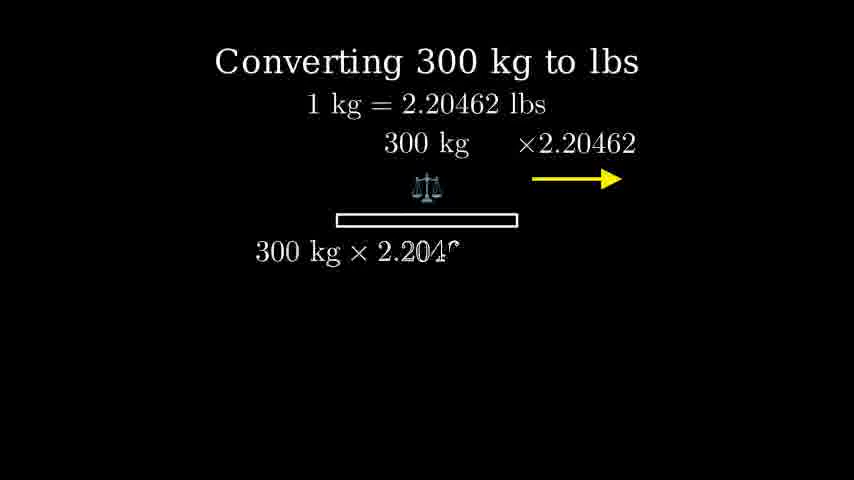 Converting 300 kg to lbs
1 kg = 2.20462 lbs
300 kg ×2.20462
300 kg × 2.204